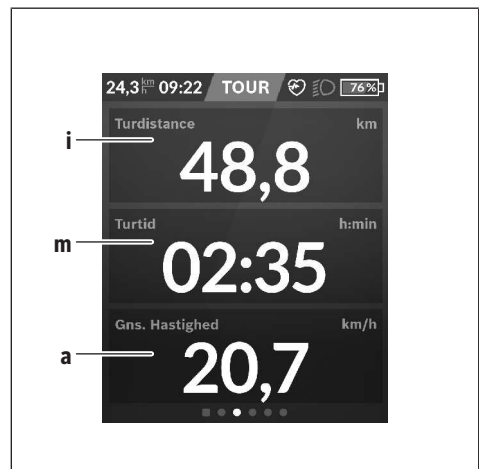 24,3 km/h 09:22 TOUR 76%
Turdistance km
i
48,8
Turtid h:min
m
02:35
Gns. Hastighed km/h
a
20,7